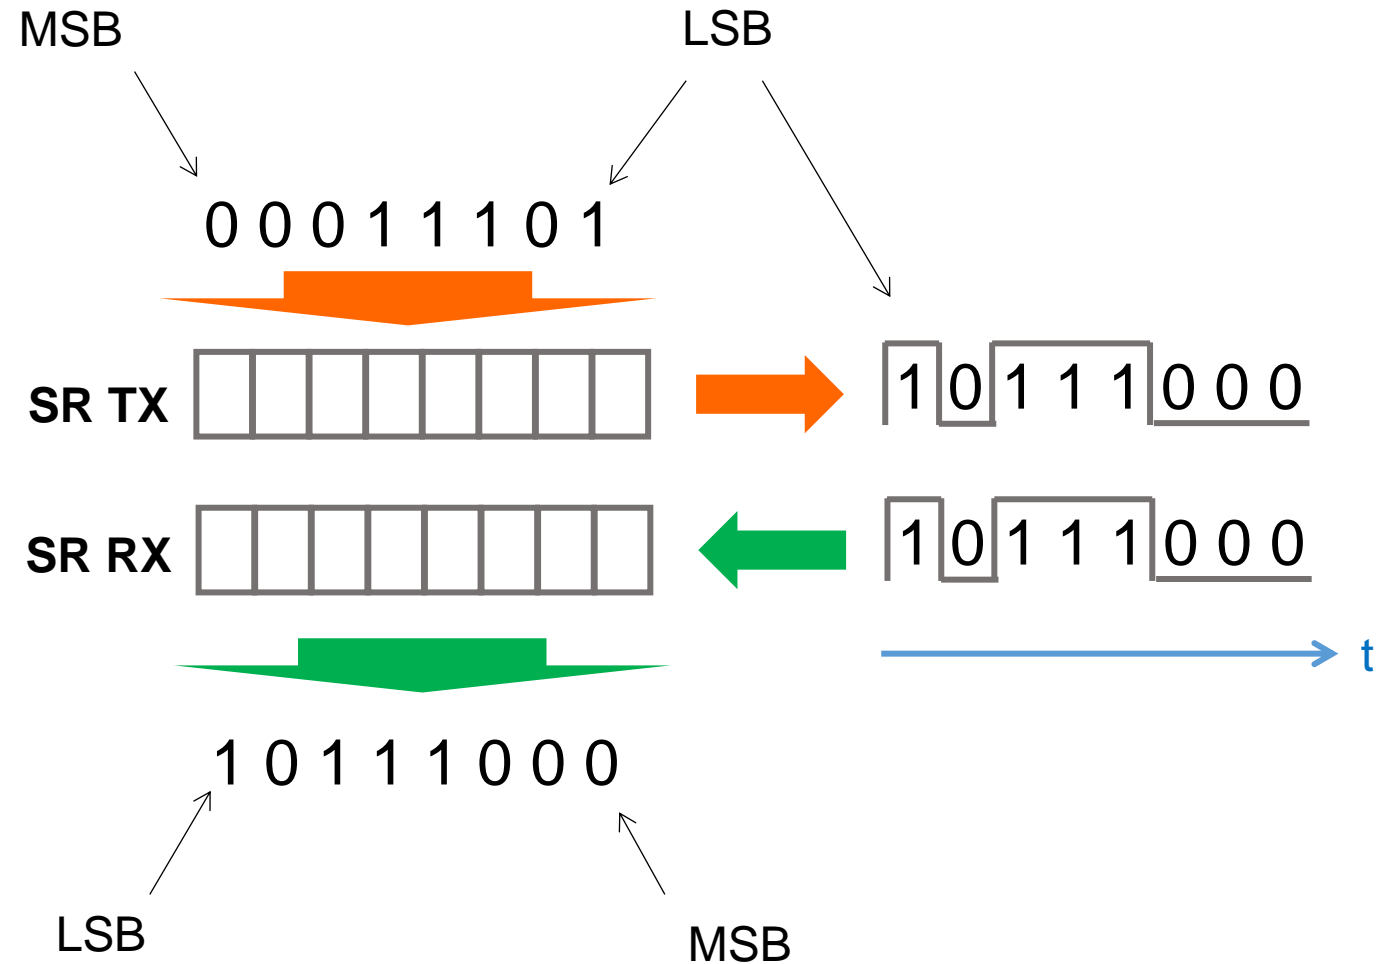 MSB LSB
0 0 0 1 1 1 0 1
SR TX 1 0 1 1 1 0 0 0
SR RX 1 0 1 1 1 0 0 0
t
1 0 1 1 1 0 0 0
LSB MSB